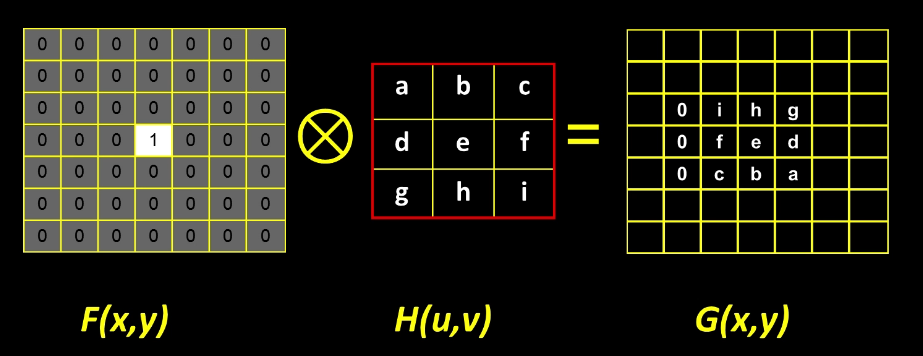 0 0 0 0 0 0 0
0 0 0 0 0 0 0
0 0 0 0 0 0 0
0 0 0 1 0 0 0
0 0 0 0 0 0 0
0 0 0 0 0 0 0
0 0 0 0 0 0 0
⊗
a b c
d e f
g h i
=
0 i h g
0 f e d
0 c b a
F(x,y)
H(u,v)
G(x,y)